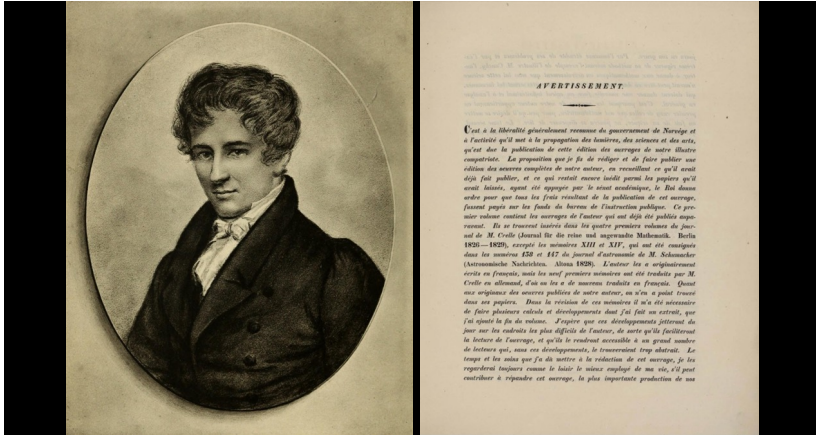 AVERTISSEMENT.
C'est à la libéralité généralement reconnue du gouvernement de Norvège et
à l'activité qu'il met à la propagation des lumières, des sciences et des arts,
qu'est due la publication de cette édition des ouvrages de notre illustre
compatriote. La proposition que je fis de rédiger et de faire publier une
édition des oeuvres complètes de notre auteur, en recueillant ce qu'il avait
déjà fait publier, et ce qui restait encore inédit parmi les papiers qu'il
avait laissés, ayant été appuyée par le sénat académique, le Roi donna
ordre pour que tous les frais résultant de la publication de cet ouvrage,
fussent payés sur les fonds du bureau de l'instruction publique. Ce pre-
mier volume contient les ouvrages de l'auteur qui ont déjà été publiés aupa-
ravant. Ils se trouvent insérés dans les quatre premiers volumes du jour-
nal de M. Crelle (Journal für die reine und angewandte Mathematik. Berlin
1826—1829), excepté les mémoires XIII et XIV, qui ont été consignés
dans les numéros 138 et 147 du journal d'astronomie de M. Schumacher
(Astronomische Nachrichten. Altona 1828). L'auteur les a originairement
écrits en français, mais les neuf premiers mémoires ont été traduits par M.
Crelle en allemand, d'où on les a de nouveau traduits en français. Quant
aux originaux des oeuvres publiées de notre auteur, on n'en a point trouvé
dans ses papiers. Dans la révision de ces mémoires il m'a été nécessaire
de faire plusieurs calculs et développements dont j'ai fait un extrait, que
j'ai ajouté à la fin du volume. J'espère que ces développements jetteront du
jour sur les endroits les plus difficiles de l'auteur, de sorte qu'ils faciliteront
la lecture de l'ouvrage, et qu'ils le rendront accessible à un grand nombre
de lecteurs qui, sans ces développements, le trouveraient trop abstrait. Le
temps et les soins que j'a dû mettre à la rédaction de cet ouvrage, je les
regarderai toujours comme le loisir le mieux employé de ma vie, s'il peut
contribuer à répandre cet ouvrage, la plus importante production de nos